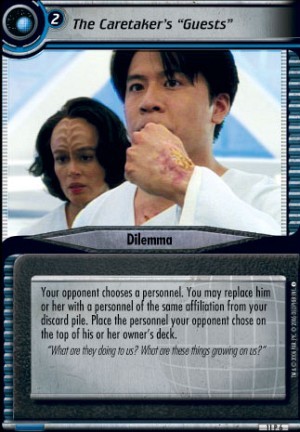 2 The Caretaker's "Guests"
Dilemma
Your opponent chooses a personnel. You may replace him
or her with a personnel of the same affiliation from your
discard pile. Place the personnel your opponent chose on
the top of his or her owner's deck.
"What are they doing to us? What are these things growing on us?"
11 P 6